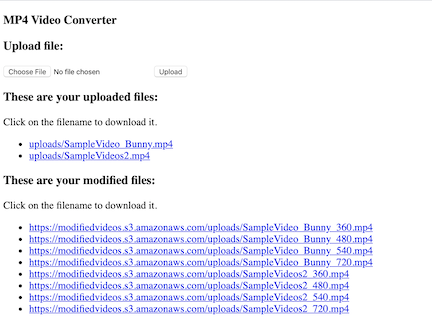 MP4 Video Converter
Upload file:
Choose File No file chosen Upload
These are your uploaded files:
Click on the filename to download it.
uploads/SampleVideo_Bunny.mp4
uploads/SampleVideos2.mp4
These are your modified files:
Click on the filename to download it.
https://modifiedvideos.s3.amazonaws.com/uploads/SampleVideo_Bunny_360.mp4
https://modifiedvideos.s3.amazonaws.com/uploads/SampleVideo_Bunny_480.mp4
https://modifiedvideos.s3.amazonaws.com/uploads/SampleVideo_Bunny_540.mp4
https://modifiedvideos.s3.amazonaws.com/uploads/SampleVideo_Bunny_720.mp4
https://modifiedvideos.s3.amazonaws.com/uploads/SampleVideos2_360.mp4
https://modifiedvideos.s3.amazonaws.com/uploads/SampleVideos2_480.mp4
https://modifiedvideos.s3.amazonaws.com/uploads/SampleVideos2_540.mp4
https://modifiedvideos.s3.amazonaws.com/uploads/SampleVideos2_720.mp4